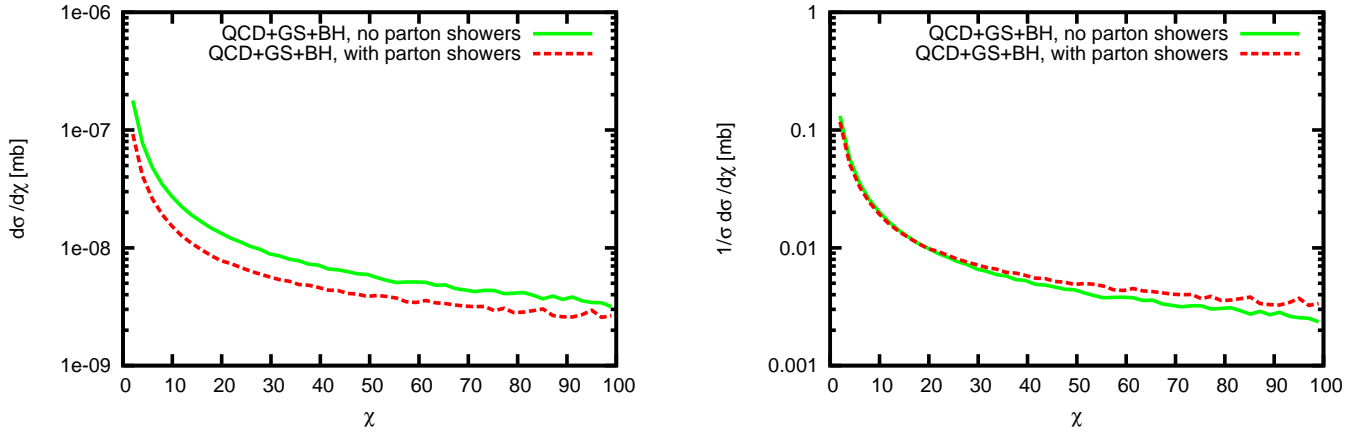 1e-06
1e-07
1e-08
1e-09
dσ/dχ [mb]
QCD+GS+BH, no parton showers
QCD+GS+BH, with parton showers
0 10 20 30 40 50 60 70 80 90 100
χ
1
0.1
0.01
0.001
1/σ dσ/dχ [mb]
QCD+GS+BH, no parton showers
QCD+GS+BH, with parton showers
0 10 20 30 40 50 60 70 80 90 100
χ